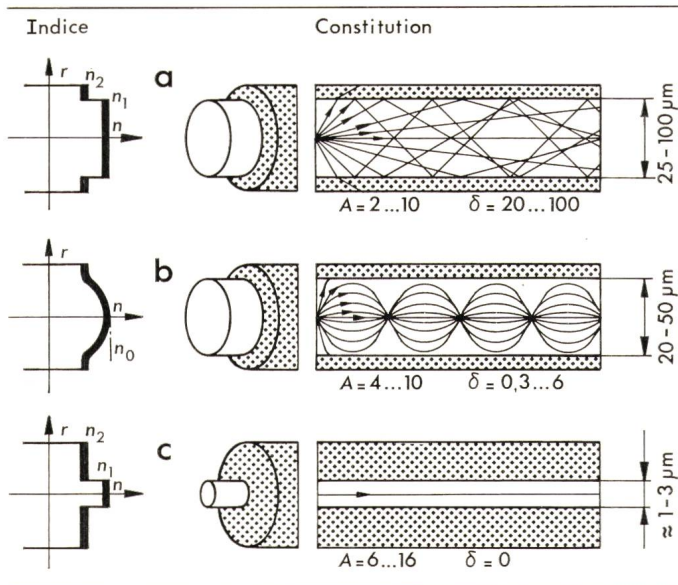 Indice Constitution
r n₂ a
n₁
n
25-100 µm
A=2...10 δ=20...100
r b
n
n₀
20-50 µm
A=4...10 δ=0,3...6
r n₂ c
n₁
n
≈ 1-3 µm
A=6...16 δ=0